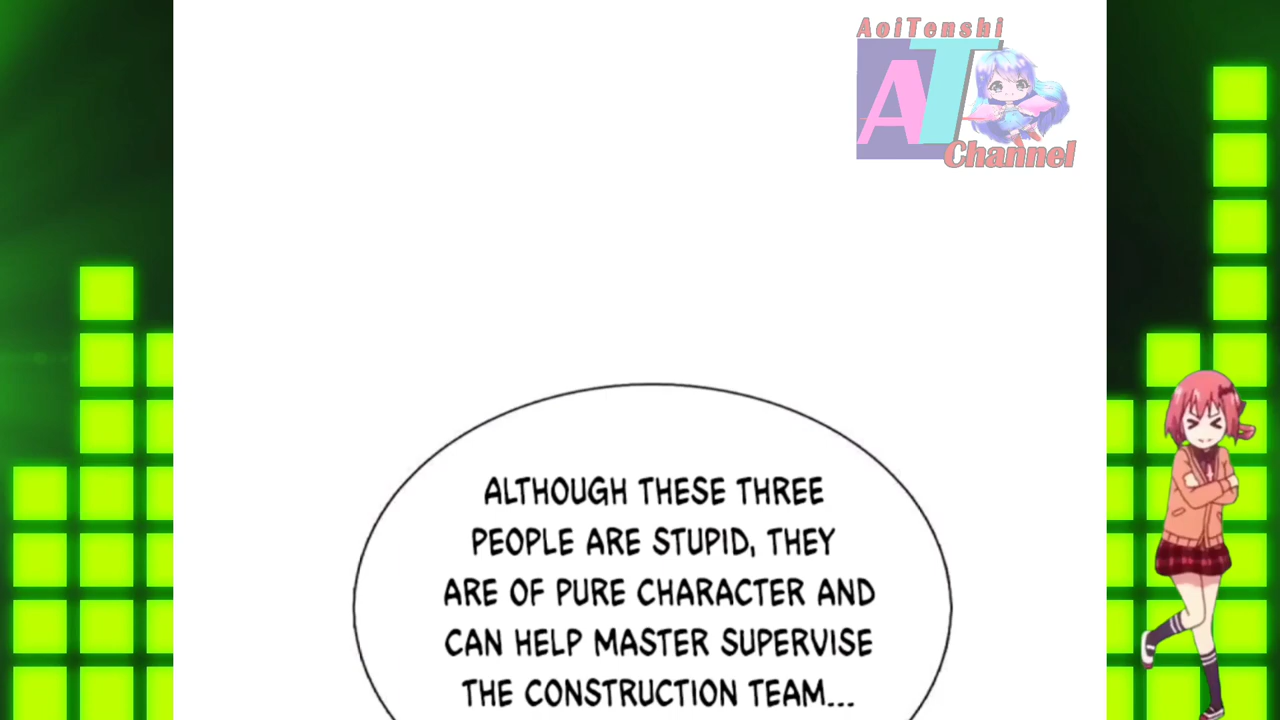 AoiTenshi
AT
Channel
ALTHOUGH THESE THREE
PEOPLE ARE STUPID, THEY
ARE OF PURE CHARACTER AND
CAN HELP MASTER SUPERVISE
THE CONSTRUCTION TEAM...